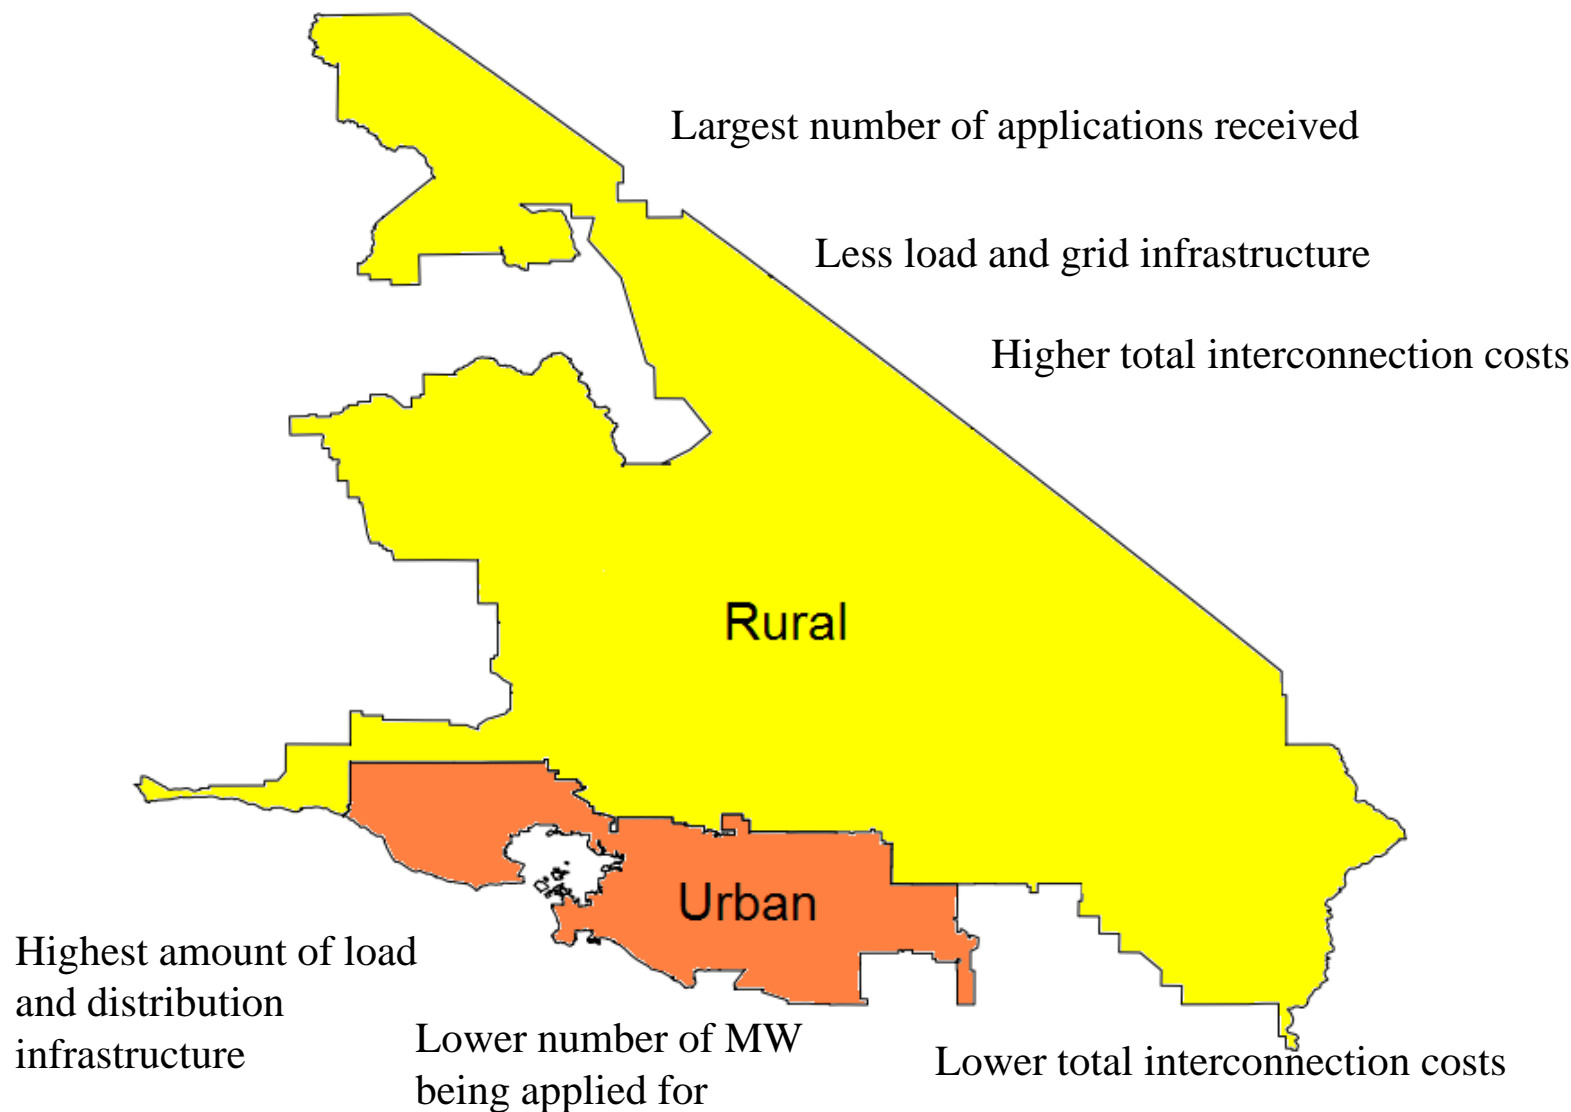 Largest number of applications received
Less load and grid infrastructure
Higher total interconnection costs
Rural
Urban
Highest amount of load
and distribution
infrastructure
Lower number of MW
being applied for
Lower total interconnection costs